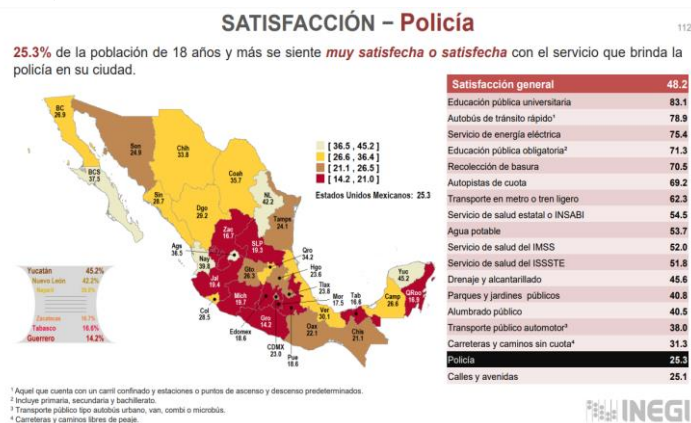 SATISFACCIÓN – Policía
112
25.3% de la población de 18 años y más se siente muy satisfecha o satisfecha con el servicio que brinda la
policía en su ciudad.
BC
26.9
Son
24.9
Chih
33.8
BCS
37.5
Coah
35.7
Sin
28.7
Dgo
26.2
NL
42.2
Tamps
24.1
Zac
16.7
SLP
19.3
Ags
36.5
Nay
39.8
Jal
18.4
Gto
26.3
Qro
34.2
Hgo
23.6
Tlax
23.8
Mor
17.5
Col
28.5
Mich
19.7
Edomex
18.6
Gro
14.2
CDMX
23.0
Pue
18.6
Ver
30.1
Oax
22.1
Tab
16.6
Chis
21.1
Camp
26.6
Yuc
45.2
QRoo
16.9
[ 36.5 , 45.2]
[ 26.6 , 36.4]
[ 21.1 , 26.5]
[ 14.2 , 21.0]
Estados Unidos Mexicanos: 25.3
Yucatán 45.2%
Nuevo León 42.2%
Nayarit
Zacatecas 16.7%
Tabasco 16.6%
Guerrero 14.2%
Satisfacción general 48.2
Educación pública universitaria 83.1
Autobús de tránsito rápido¹ 78.9
Servicio de energía eléctrica 75.4
Educación pública obligatoria² 71.3
Recolección de basura 70.5
Autopistas de cuota 69.2
Transporte en metro o tren ligero 62.3
Servicio de salud estatal o INSABI 54.5
Agua potable 53.7
Servicio de salud del IMSS 52.0
Servicio de salud del ISSSTE 51.8
Drenaje y alcantarillado 45.6
Parques y jardines públicos 40.8
Alumbrado público 40.5
Transporte público automotor³ 38.0
Carreteras y caminos sin cuota⁴ 31.3
Policía 25.3
Calles y avenidas 25.1
¹ Aquel que cuenta con un carril confinado y estaciones o puntos de ascenso y descenso predeterminados.
² Incluye primaria, secundaria y bachillerato.
³ Transporte público tipo autobús urbano, van, combi o microbús.
⁴ Carreteras y caminos libres de peaje.
INEGI